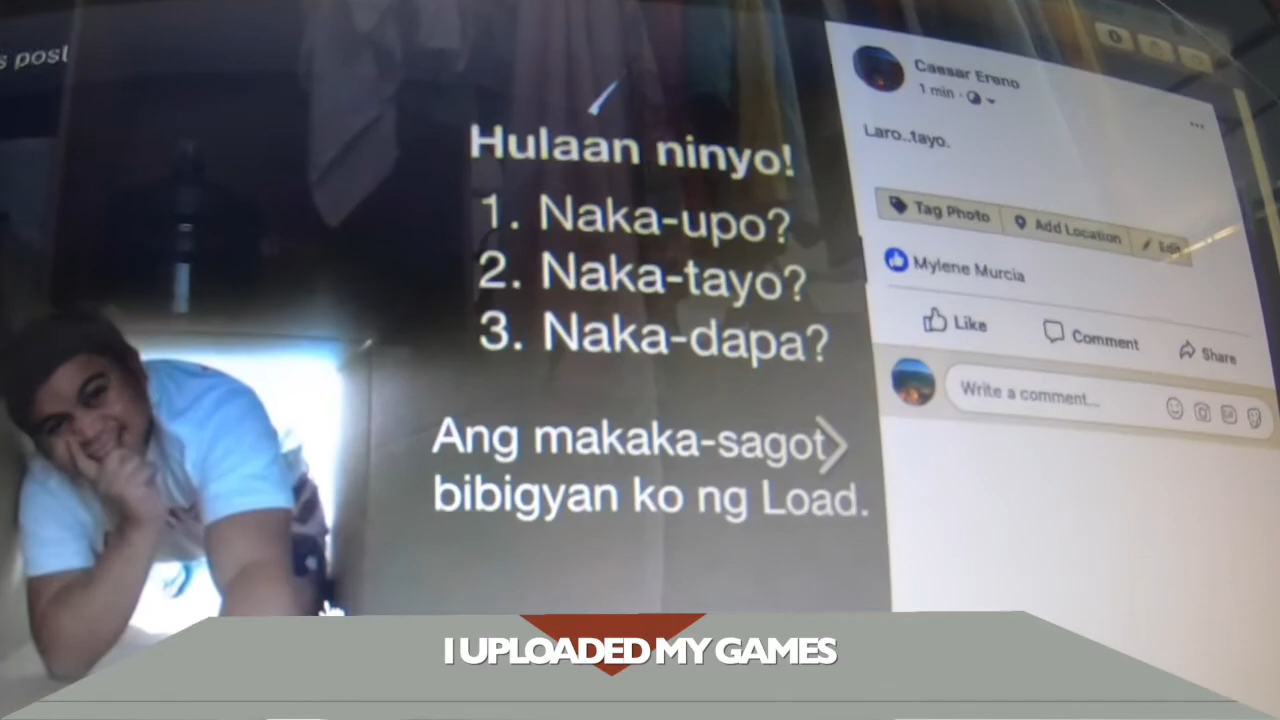 s post
Hulaan ninyo!
1. Naka-upo?
2. Naka-tayo?
3. Naka-dapa?
Ang makaka-sagot
bibigyan ko ng Load.
Caesar Ereno
1 min
Laro..tayo.
Tag Photo
Add Location
Edit
Mylene Murcia
Like
Comment
Share
Write a comment...
I UPLOADED MY GAMES